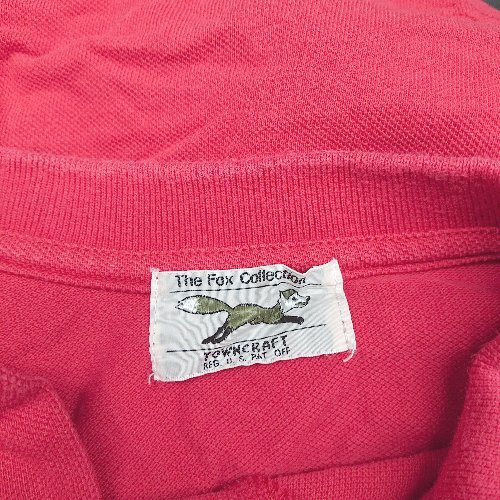 The Fox Collection
TOWNCRAFT
REG. U.S. PAT. OFF